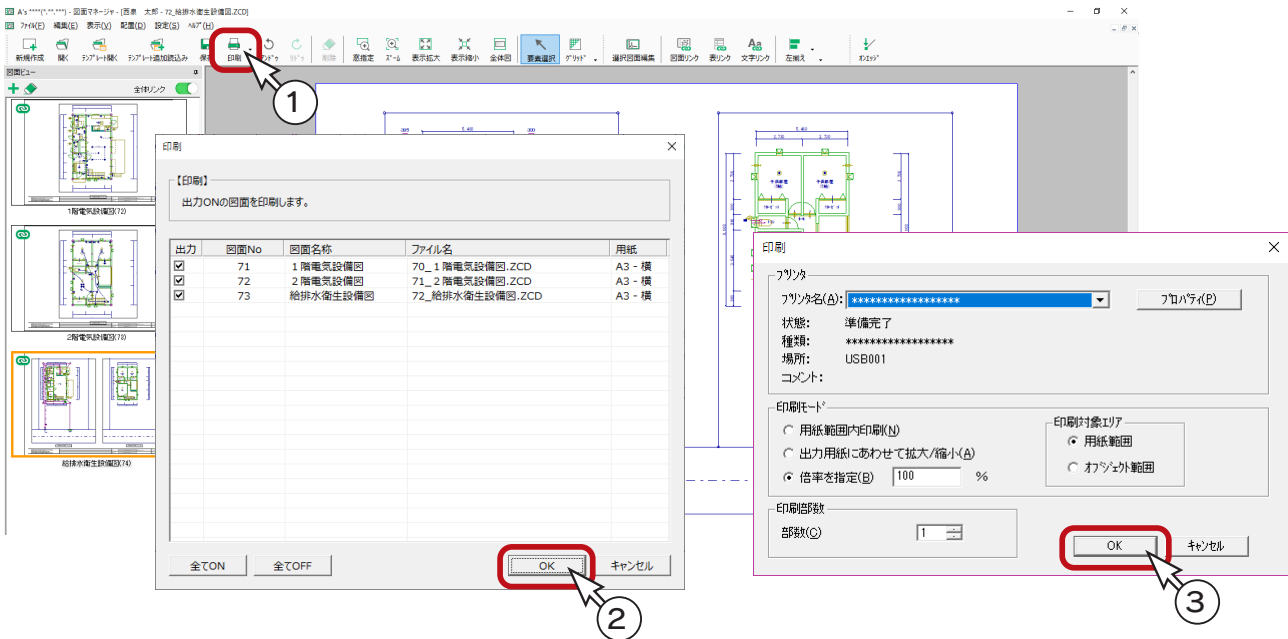 A's ****(*.**.***) - 図面マネージャ - [西泉　太郎 - 72_給排水衛生設備図.ZCD]
ファイル(F) 編集(E) 表示(V) 配置(D) 設定(S) ヘルプ(H)
新規作成 開く テンプレート開く テンプレート追加読込み 保存 印刷 アンドゥ リドゥ 削除 窓指定 ズーム 表示拡大 表示縮小 全体図 要素選択 グリッド 選択図面編集 図面リンク 表リンク 文字リンク 左揃え
図面ビュー
全体リンク
1階電気設備図(72)
2階電気設備図(73)
給排水衛生設備図(74)
1
印刷
【印刷】
出力ONの図面を印刷します。
出力 図面No 図面名称 ファイル名 用紙
71 １階電気設備図 70_１階電気設備図.ZCD A3 - 横
72 ２階電気設備図 71_２階電気設備図.ZCD A3 - 横
73 給排水衛生設備図 72_給排水衛生設備図.ZCD A3 - 横
全てON 全てOFF OK キャンセル
2
印刷
プリンタ
プリンタ名(A): ****************** プロパティ(P)
状態: 準備完了
種類: ******************
場所: USB001
コメント:
印刷モード
用紙範囲内印刷(N)
出力用紙にあわせて拡大/縮小(A)
倍率を指定(B) 100 %
印刷対象エリア
用紙範囲
オブジェクト範囲
印刷部数
部数(C) 1
OK キャンセル
3